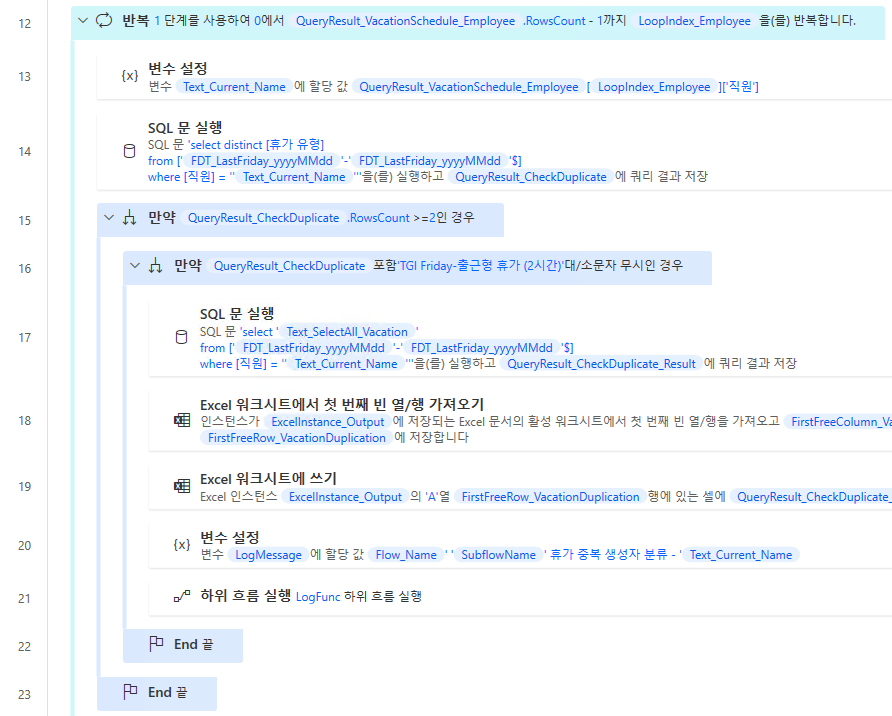 12
반복 1 단계를 사용하여 0에서 QueryResult_VacationSchedule_Employee .RowsCount - 1까지 LoopIndex_Employee 을(를) 반복합니다.
13
변수 설정
변수 Text_Current_Name 에 할당 값 QueryResult_VacationSchedule_Employee [ LoopIndex_Employee ]['직원']
14
SQL 문 실행
SQL 문 'select distinct [휴가 유형]
from [' FDT_LastFriday_yyyyMMdd '-' FDT_LastFriday_yyyyMMdd '$]
where [직원] = '' Text_Current_Name '''을(를) 실행하고 QueryResult_CheckDuplicate 에 쿼리 결과 저장
15
만약 QueryResult_CheckDuplicate .RowsCount >=2인 경우
16
만약 QueryResult_CheckDuplicate 포함'TGI Friday-출근형 휴가 (2시간)'대/소문자 무시인 경우
17
SQL 문 실행
SQL 문 'select ' Text_SelectAll_Vacation '
from [' FDT_LastFriday_yyyyMMdd '-' FDT_LastFriday_yyyyMMdd '$]
where [직원] = '' Text_Current_Name '''을(를) 실행하고 QueryResult_CheckDuplicate_Result 에 쿼리 결과 저장
18
Excel 워크시트에서 첫 번째 빈 열/행 가져오기
인스턴스가 ExcelInstance_Output 에 저장되는 Excel 문서의 활성 워크시트에서 첫 번째 빈 열/행을 가져오고 FirstFreeColumn_Va
FirstFreeRow_VacationDuplication 에 저장합니다
19
Excel 워크시트에 쓰기
Excel 인스턴스 ExcelInstance_Output 의 'A'열 FirstFreeRow_VacationDuplication 행에 있는 셀에 QueryResult_CheckDuplicate_
20
변수 설정
변수 LogMessage 에 할당 값 Flow_Name ' ' SubflowName ' 휴가 중복 생성자 분류 - ' Text_Current_Name
21
하위 흐름 실행 LogFunc 하위 흐름 실행
22
End 끝
23
End 끝